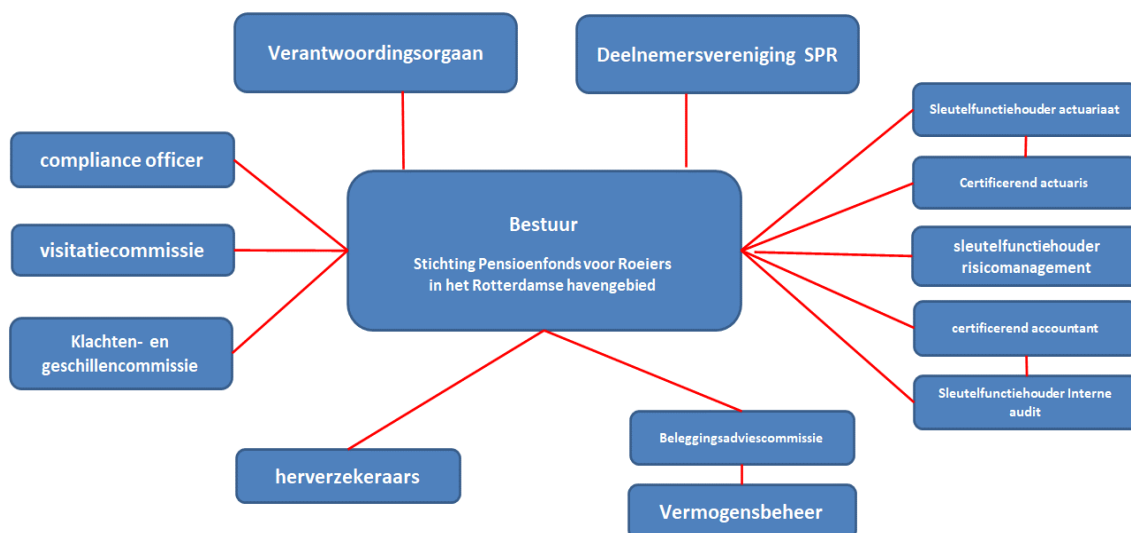 Verantwoordingsorgaan
Deelnemersvereniging SPR
compliance officer
visitatiecommissie
Klachten- en
geschillencommissie
Bestuur
Stichting Pensioenfonds voor Roeiers
in het Rotterdamse havengebied
Sleutelfunctiehouder actuariaat
Certificerend actuaris
sleutelfunctiehouder
risicomanagement
certificerend accountant
Sleutelfunctiehouder Interne
audit
herverzekeraars
Beleggingsadviescommissie
Vermogensbeheer